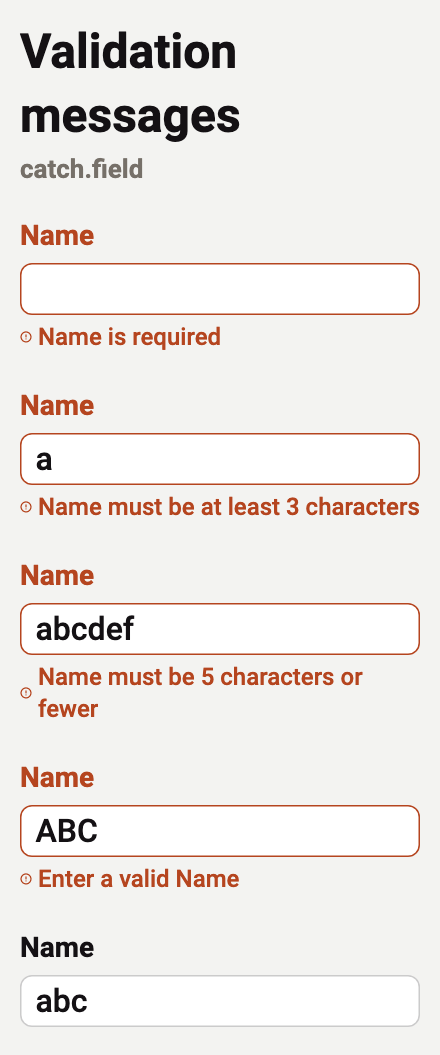 Validation
messages
catch.field
Name
Name is required
Name
a
Name must be at least 3 characters
Name
abcdef
Name must be 5 characters or
fewer
Name
ABC
Enter a valid Name
Name
abc